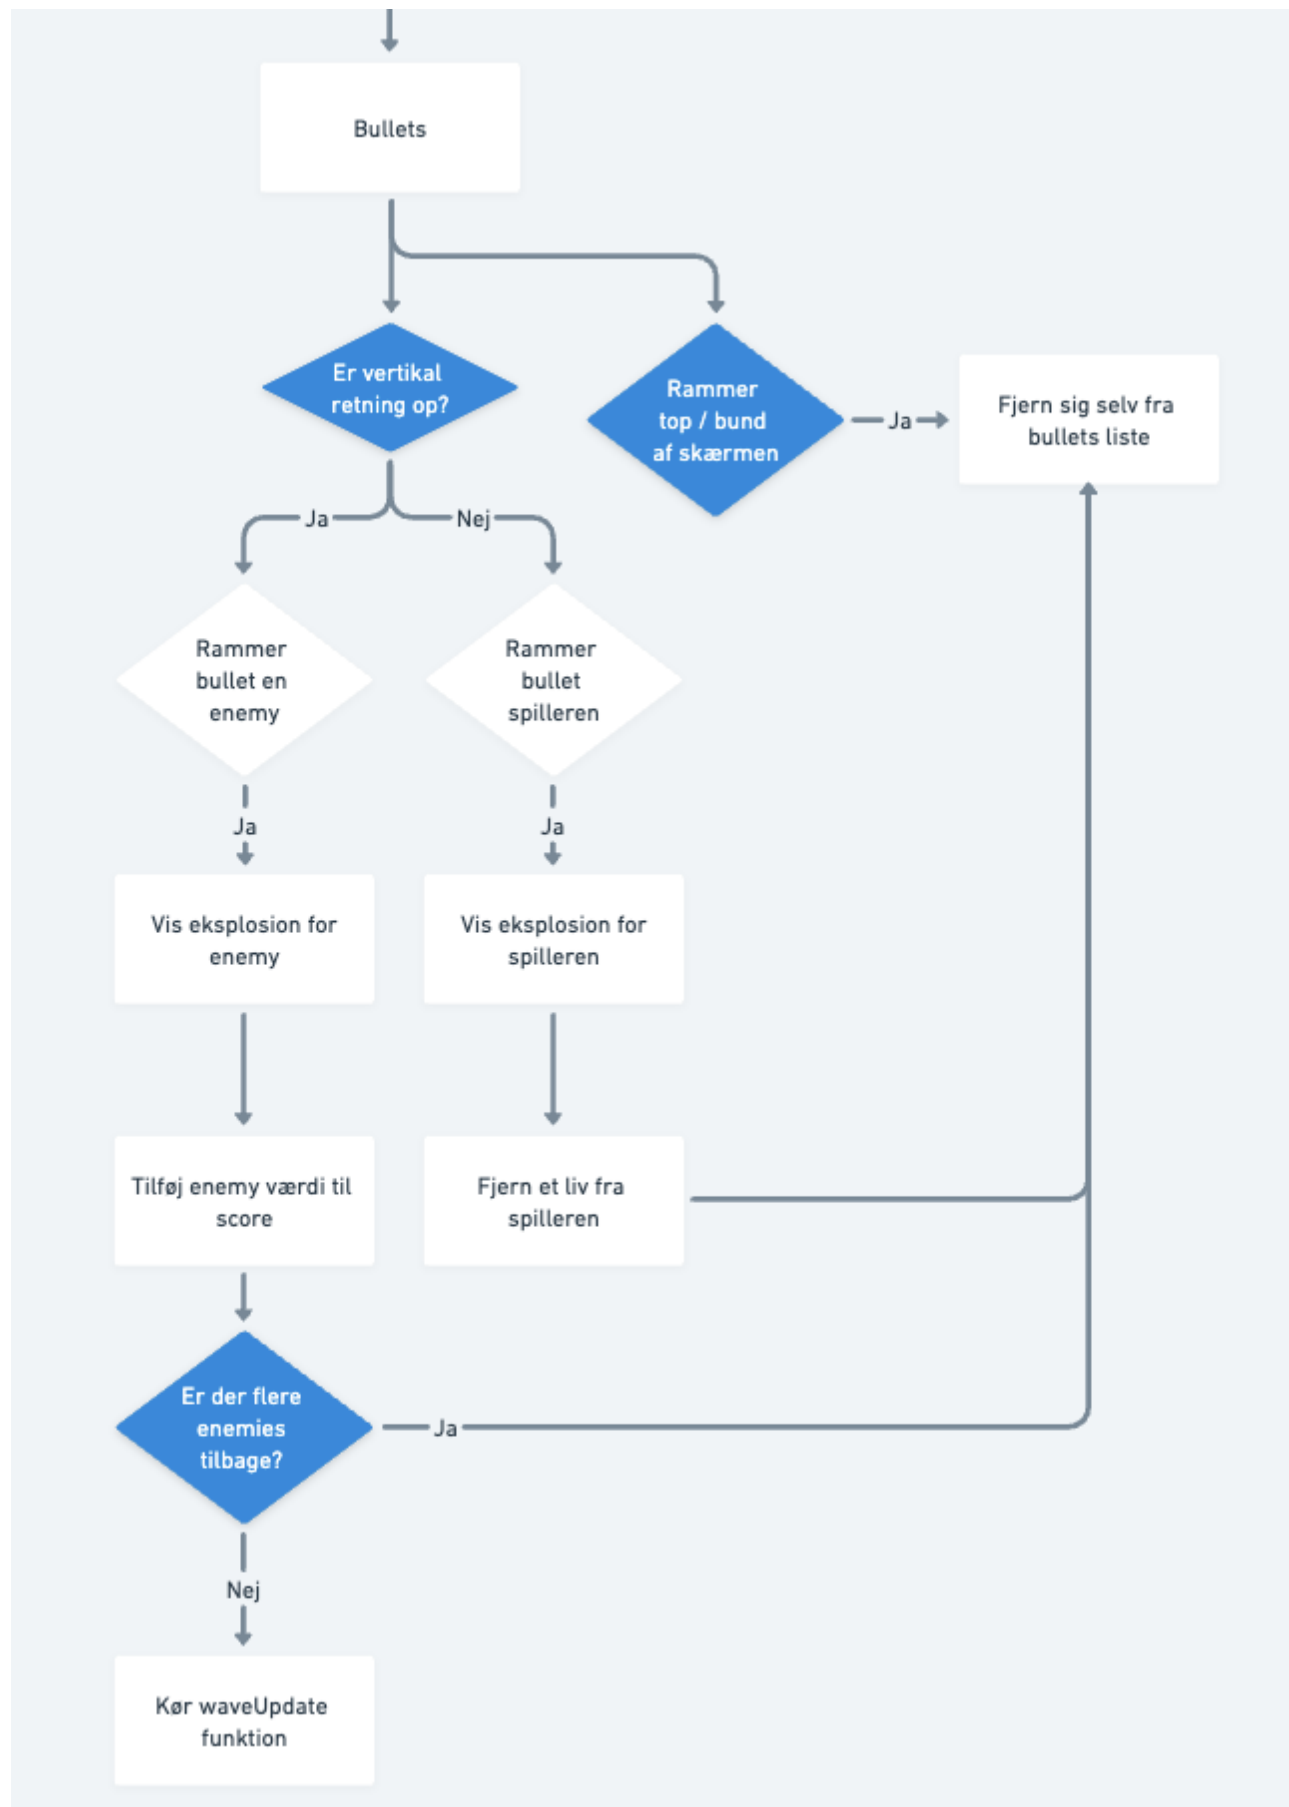 Bullets
Er vertikal
retning op?
Rammer
top / bund
af skærmen
Ja
Fjern sig selv fra
bullets liste
Ja
Nej
Rammer
bullet en
enemy
Rammer
bullet
spilleren
Ja
Ja
Vis eksplosion for
enemy
Vis eksplosion for
spilleren
Tilføj enemy værdi til
score
Fjern et liv fra
spilleren
Er der flere
enemies
tilbage?
Ja
Nej
Kør waveUpdate
funktion